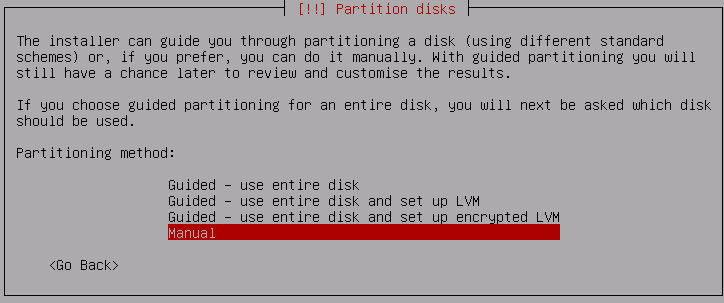 [!!] Partition disks
The installer can guide you through partitioning a disk (using different standard
schemes) or, if you prefer, you can do it manually. With guided partitioning you will
still have a chance later to review and customise the results.
If you choose guided partitioning for an entire disk, you will next be asked which disk
should be used.
Partitioning method:
Guided - use entire disk
Guided - use entire disk and set up LVM
Guided - use entire disk and set up encrypted LVM
Manual
<Go Back>